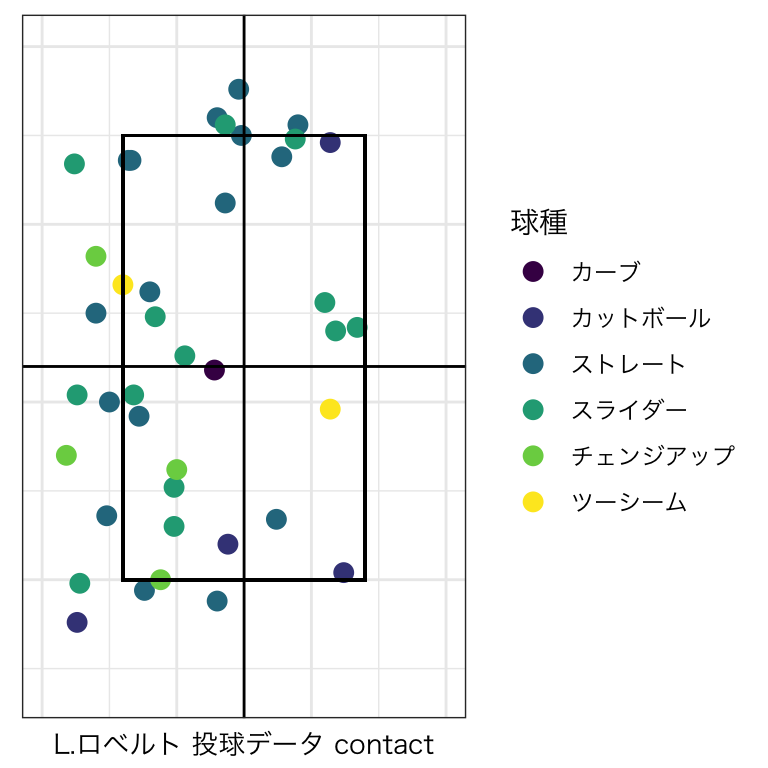 球種
カーブ
カットボール
ストレート
スライダー
チェンジアップ
ツーシーム
L.ロベルト 投球データ contact